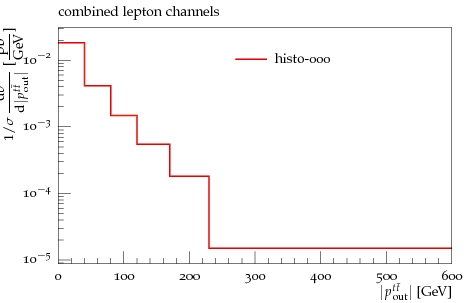 combined lepton channels
1/σ dσ/d|p_out^{tt̄}| [pb/GeV]
histo-000
10⁻²
10⁻³
10⁻⁴
10⁻⁵
0 100 200 300 400 500 600
|p_out^{tt̄}| [GeV]